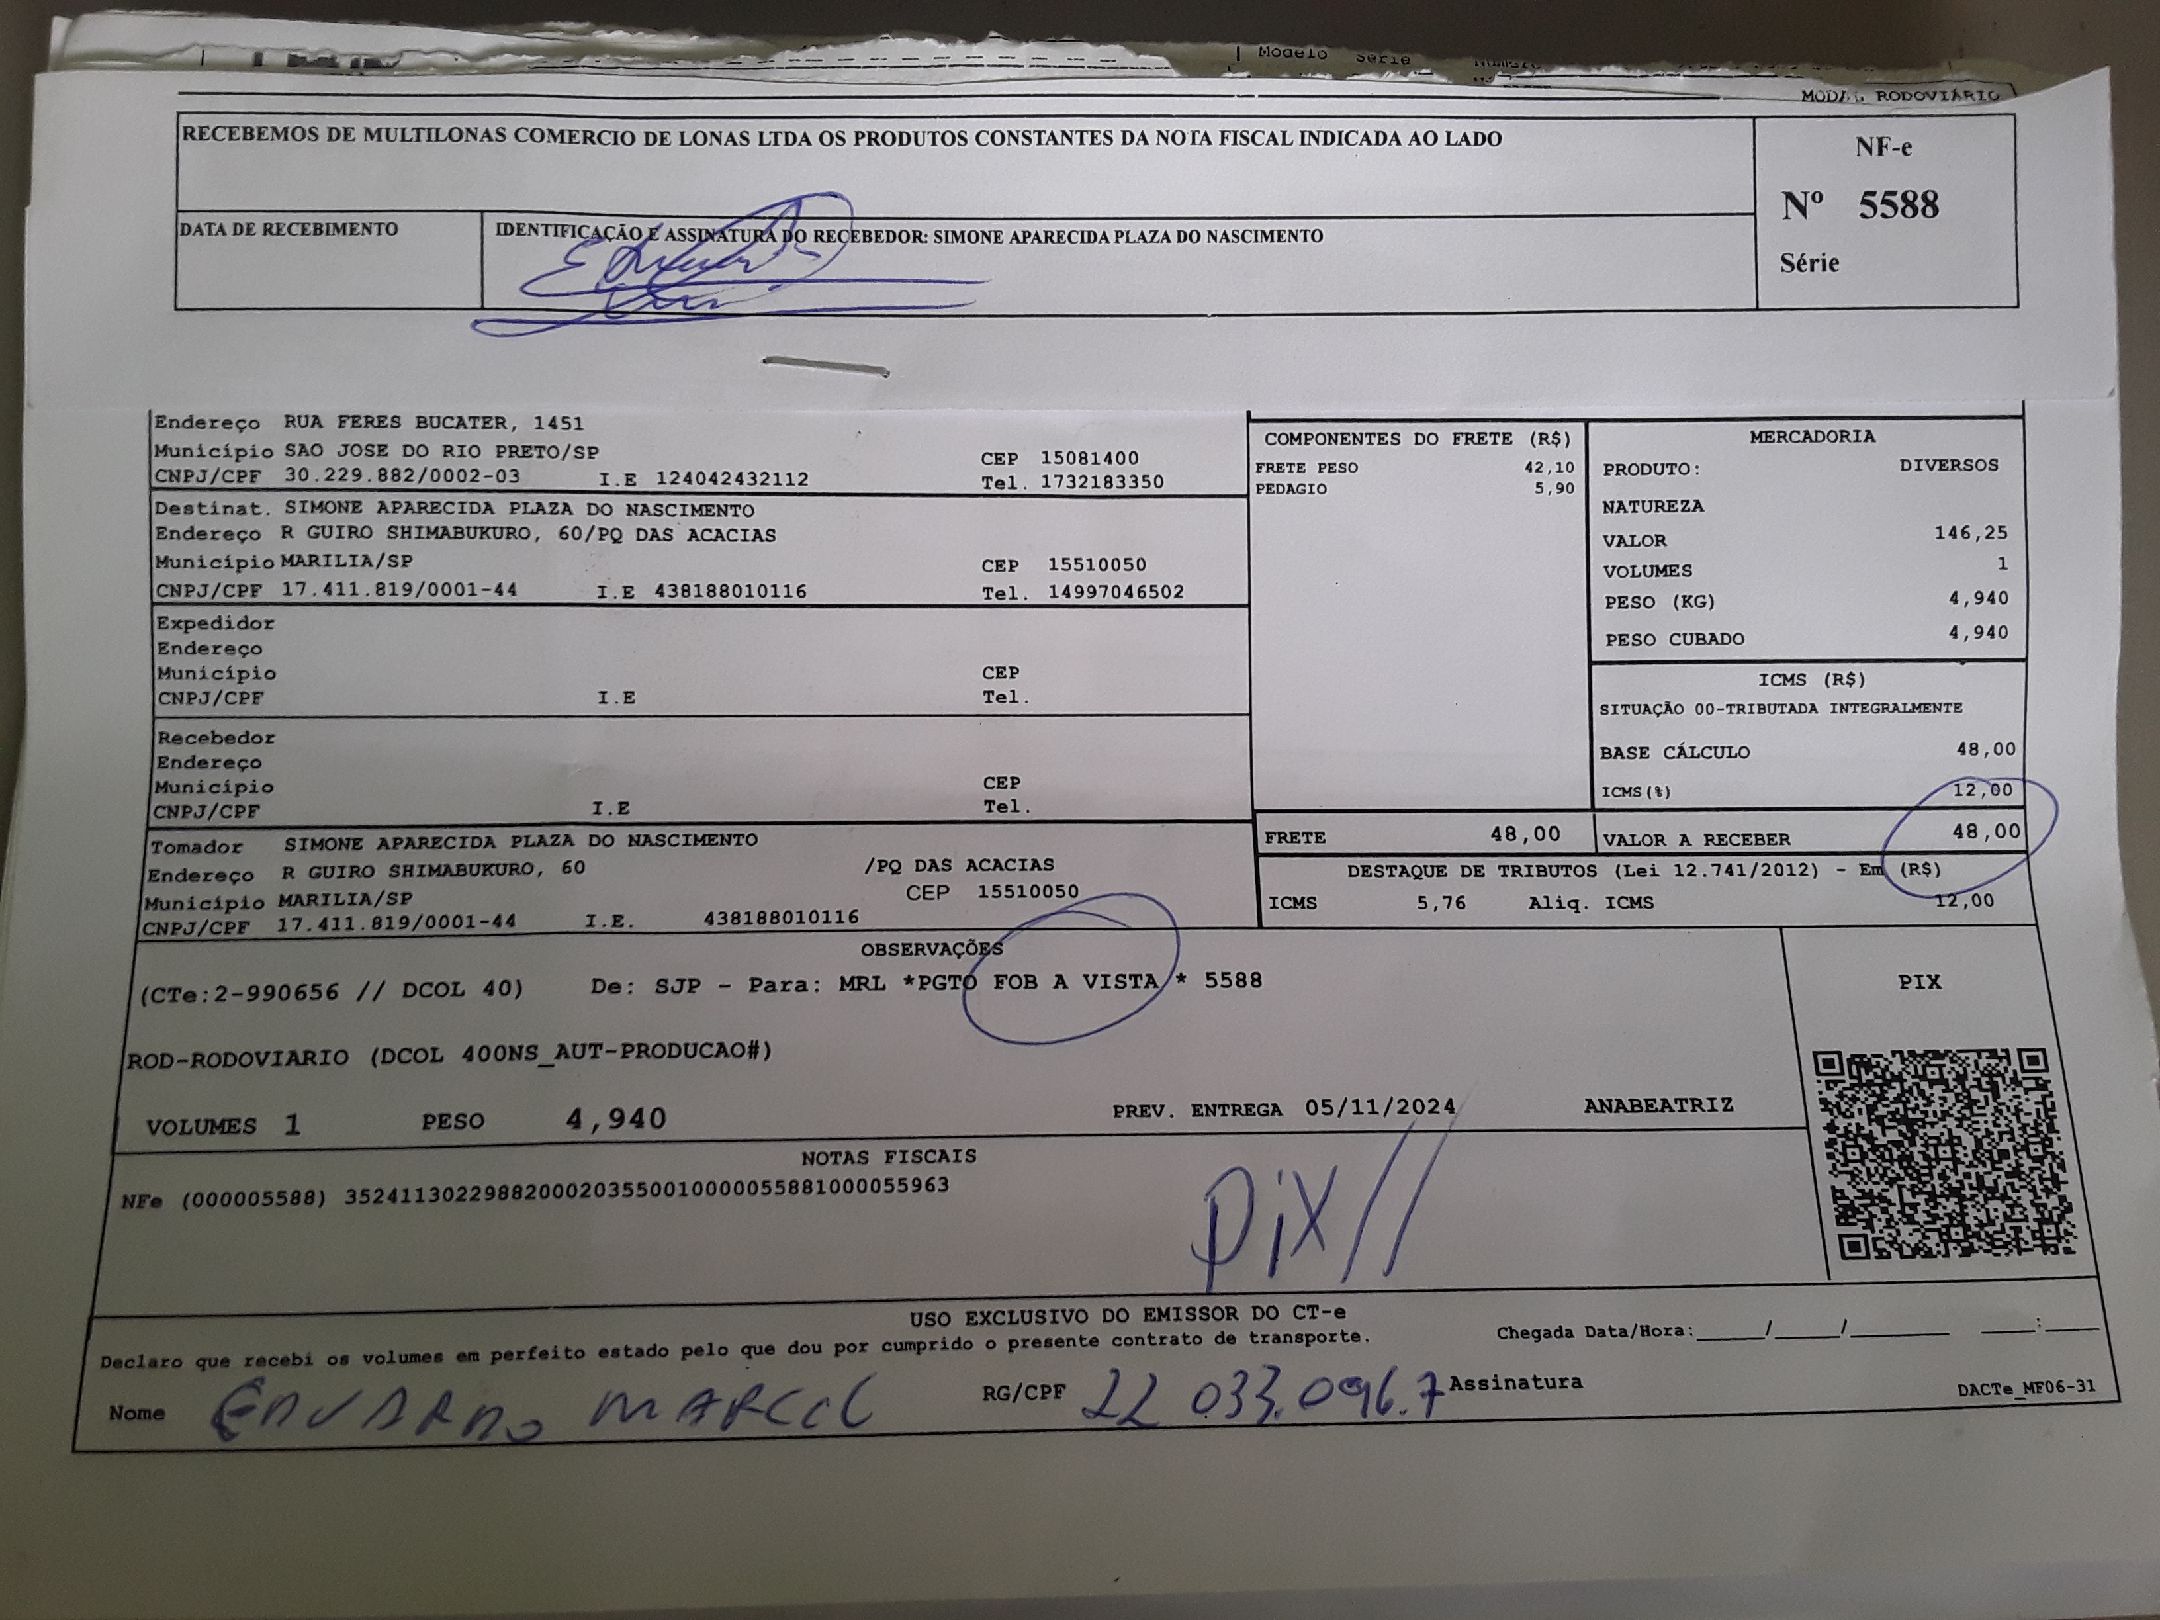 Modelo Série
MODAL RODOVIÁRIO
RECEBEMOS DE MULTILONAS COMERCIO DE LONAS LTDA OS PRODUTOS CONSTANTES DA NOTA FISCAL INDICADA AO LADO
NF-e
Nº 5588
Série
DATA DE RECEBIMENTO
IDENTIFICAÇÃO E ASSINATURA DO RECEBEDOR: SIMONE APARECIDA PLAZA DO NASCIMENTO
Endereço RUA FERES BUCATER, 1451
Município SAO JOSE DO RIO PRETO/SP CEP 15081400
CNPJ/CPF 30.229.882/0002-03 I.E 124042432112 Tel. 1732183350
Destinat. SIMONE APARECIDA PLAZA DO NASCIMENTO
Endereço R GUIRO SHIMABUKURO, 60/PQ DAS ACACIAS
Município MARILIA/SP CEP 15510050
CNPJ/CPF 17.411.819/0001-44 I.E 438188010116 Tel. 14997046502
Expedidor
Endereço
Município CEP
CNPJ/CPF I.E Tel.
Recebedor
Endereço
Município CEP
CNPJ/CPF I.E Tel.
Tomador SIMONE APARECIDA PLAZA DO NASCIMENTO
Endereço R GUIRO SHIMABUKURO, 60 /PQ DAS ACACIAS
Município MARILIA/SP CEP 15510050
CNPJ/CPF 17.411.819/0001-44 I.E. 438188010116
COMPONENTES DO FRETE (R$)
FRETE PESO 42,10
PEDAGIO 5,90
MERCADORIA
PRODUTO: DIVERSOS
NATUREZA
VALOR 146,25
VOLUMES 1
PESO (KG) 4,940
PESO CUBADO 4,940
ICMS (R$)
SITUAÇÃO 00-TRIBUTADA INTEGRALMENTE
BASE CÁLCULO 48,00
ICMS(%) 12,00
FRETE 48,00 VALOR A RECEBER 48,00
DESTAQUE DE TRIBUTOS (Lei 12.741/2012) - Em (R$)
ICMS 5,76 Aliq. ICMS 12,00
OBSERVAÇÕES
(CTe:2-990656 // DCOL 40) De: SJP - Para: MRL *PGTO FOB A VISTA * 5588
ROD-RODOVIARIO (DCOL 400NS_AUT-PRODUCAO#)
VOLUMES 1 PESO 4,940 PREV. ENTREGA 05/11/2024 ANABEATRIZ
PIX
NOTAS FISCAIS
NFe (000005588) 35241130229882000203550010000055881000055963
PiX//
USO EXCLUSIVO DO EMISSOR DO CT-e
Declaro que recebi os volumes em perfeito estado pelo que dou por cumprido o presente contrato de transporte. Chegada Data/Hora:____/____/______ ____:____
Nome RG/CPF 22 033.096.7 Assinatura
DACTe_MF06-31